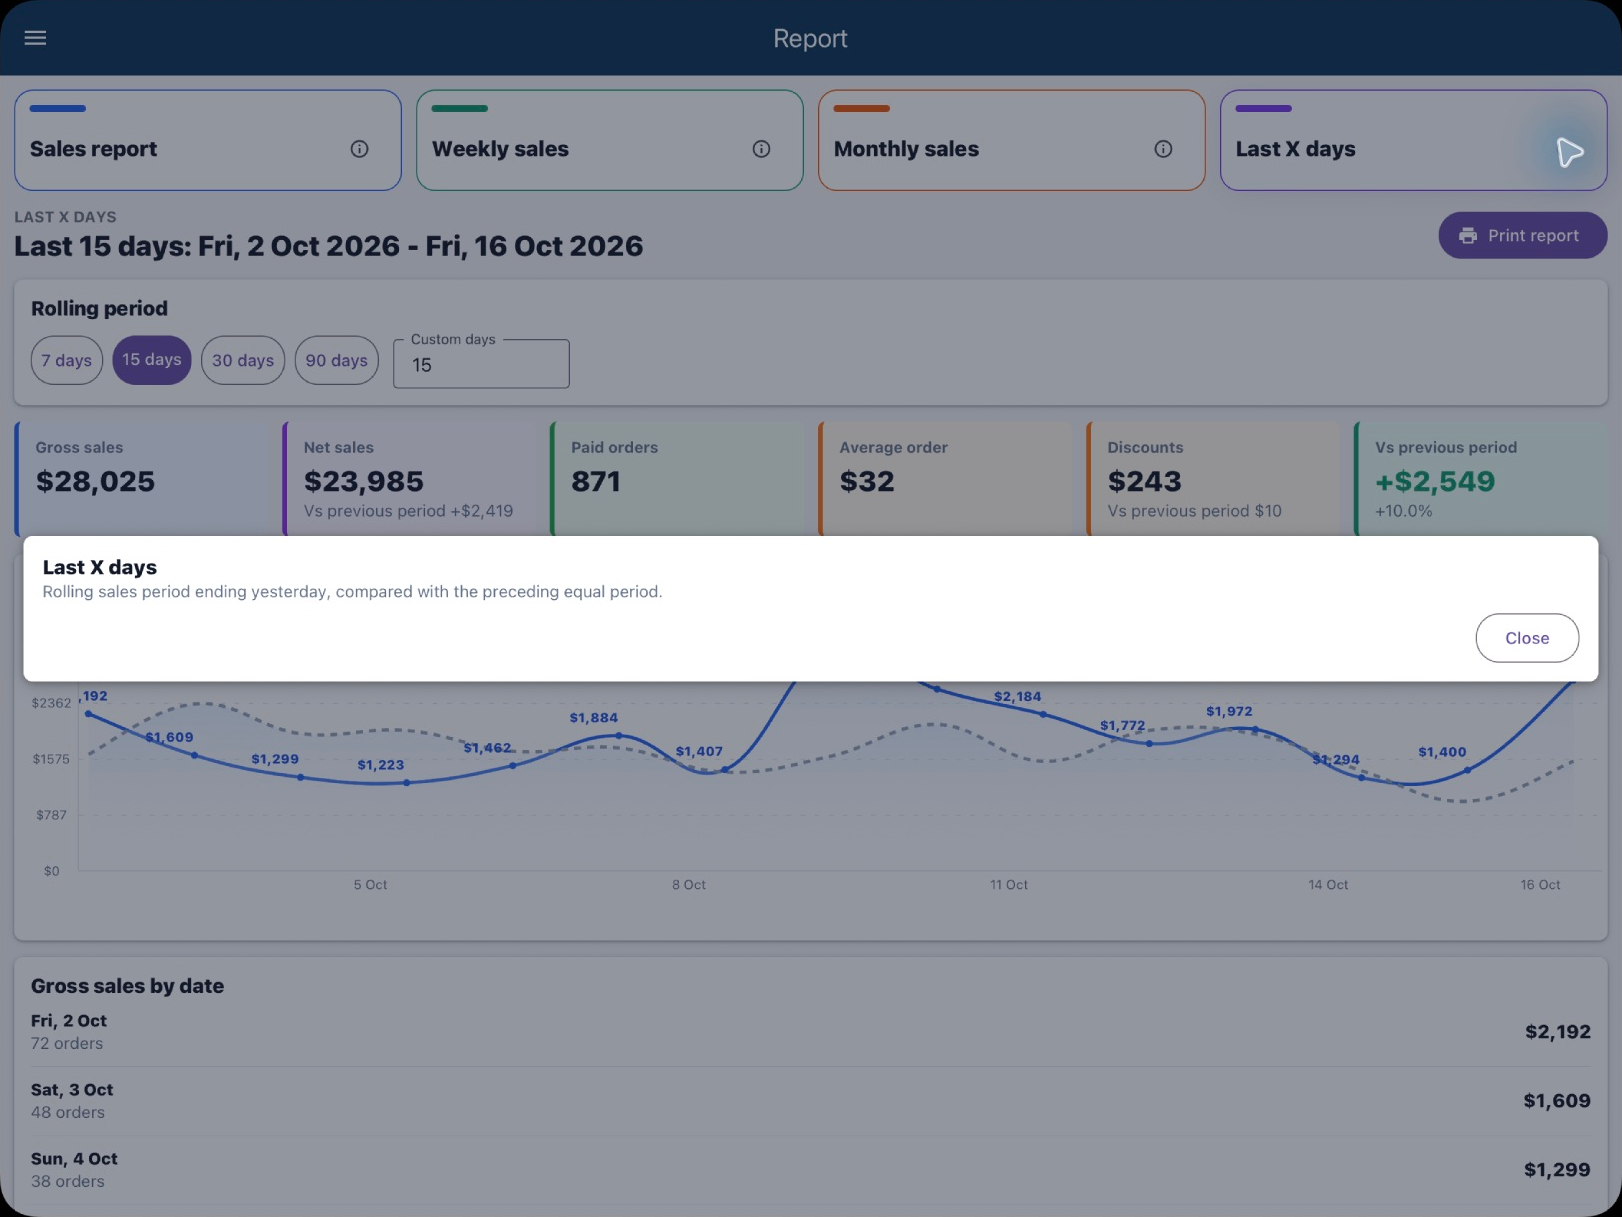 Report
Sales report
Weekly sales
Monthly sales
Last X days
LAST X DAYS
Last 15 days: Fri, 2 Oct 2026 - Fri, 16 Oct 2026
Print report
Rolling period
7 days
15 days
30 days
90 days
Custom days
15
Gross sales
$28,025
Net sales
$23,985
Vs previous period +$2,419
Paid orders
871
Average order
$32
Discounts
$243
Vs previous period $10
Vs previous period
+$2,549
+10.0%
Last X days
Rolling sales period ending yesterday, compared with the preceding equal period.
Close
$2362
$1575
$787
$0
,192
$1,609
$1,299
$1,223
$1,462
$1,884
$1,407
$2,184
$1,772
$1,972
$1,294
$1,400
5 Oct
8 Oct
11 Oct
14 Oct
16 Oct
Gross sales by date
Fri, 2 Oct
72 orders
$2,192
Sat, 3 Oct
48 orders
$1,609
Sun, 4 Oct
38 orders
$1,299